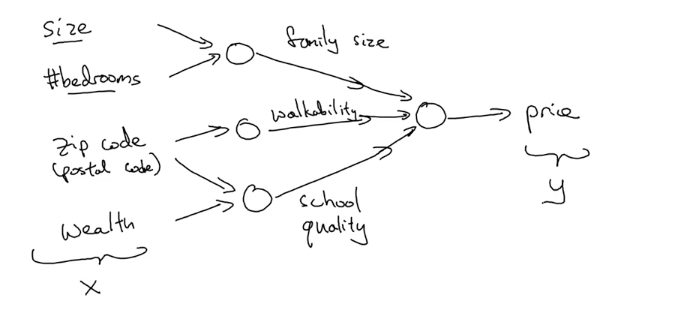 size
family size
#bedrooms
walkability
price
zip code
(postal code)
y
school
quality
wealth
x